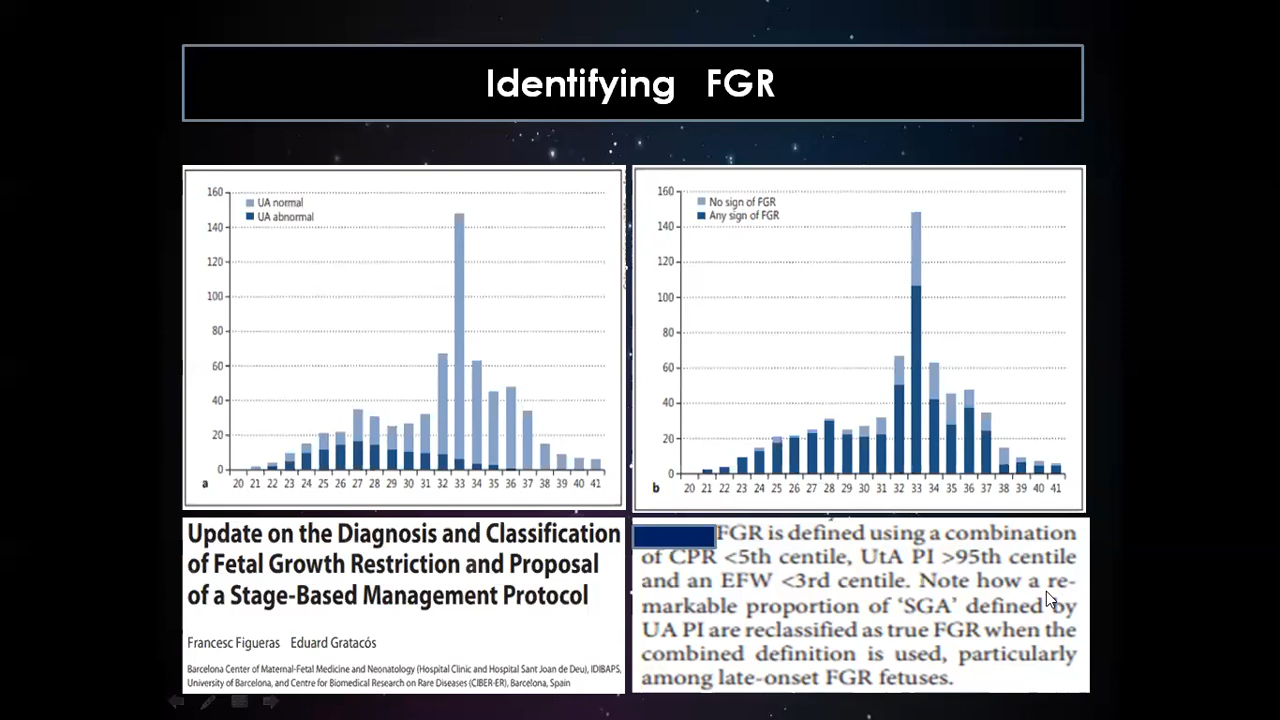 Identifying FGR
160
140
120
100
80
60
40
20
0
UA normal
UA abnormal
a
20 21 22 23 24 25 26 27 28 29 30 31 32 33 34 35 36 37 38 39 40 41
160
140
120
100
80
60
40
20
0
No sign of FGR
Any sign of FGR
b
20 21 22 23 24 25 26 27 28 29 30 31 32 33 34 35 36 37 38 39 40 41
Update on the Diagnosis and Classification
of Fetal Growth Restriction and Proposal
of a Stage-Based Management Protocol
Francesc Figueras Eduard Gratacós
Barcelona Center of Maternal-Fetal Medicine and Neonatology (Hospital Clinic and Hospital Sant Joan de Deu), IDIBAPS,
University of Barcelona, and Centre for Biomedical Research on Rare Diseases (CIBER-ER), Barcelona, Spain
FGR is defined using a combination
of CPR <5th centile, UtA PI >95th centile
and an EFW <3rd centile. Note how a re-
markable proportion of ‘SGA’ defined by
UA PI are reclassified as true FGR when the
combined definition is used, particularly
among late-onset FGR fetuses.